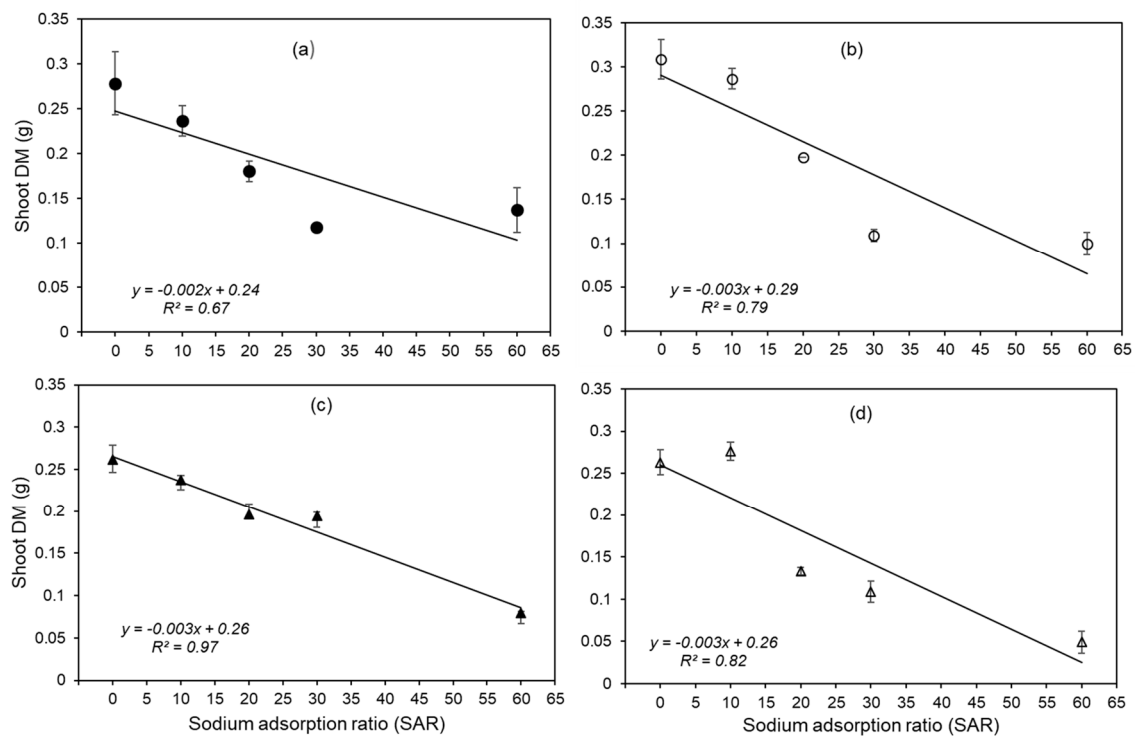 0.35
0.3
0.25
0.2
0.15
0.1
0.05
0
Shoot DM (g)
(a)
y = -0.002x + 0.24
R² = 0.67
0 5 10 15 20 25 30 35 40 45 50 55 60 65
0.35
0.3
0.25
0.2
0.15
0.1
0.05
0
(b)
y = -0.003x + 0.29
R² = 0.79
0 5 10 15 20 25 30 35 40 45 50 55 60 65
0.35
0.3
0.25
0.2
0.15
0.1
0.05
0
Shoot DM (g)
(c)
y = -0.003x + 0.26
R² = 0.97
0 5 10 15 20 25 30 35 40 45 50 55 60 65
Sodium adsorption ratio (SAR)
0.35
0.3
0.25
0.2
0.15
0.1
0.05
0
(d)
y = -0.003x + 0.26
R² = 0.82
0 5 10 15 20 25 30 35 40 45 50 55 60 65
Sodium adsorption ratio (SAR)